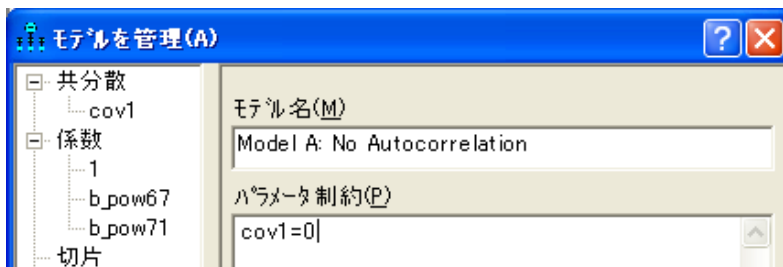 モデルを管理(A)
共分散
cov1
係数
1
b_pow67
b_pow71
切片
モデル名(M)
Model A: No Autocorrelation
パラメータ制約(P)
cov1=0